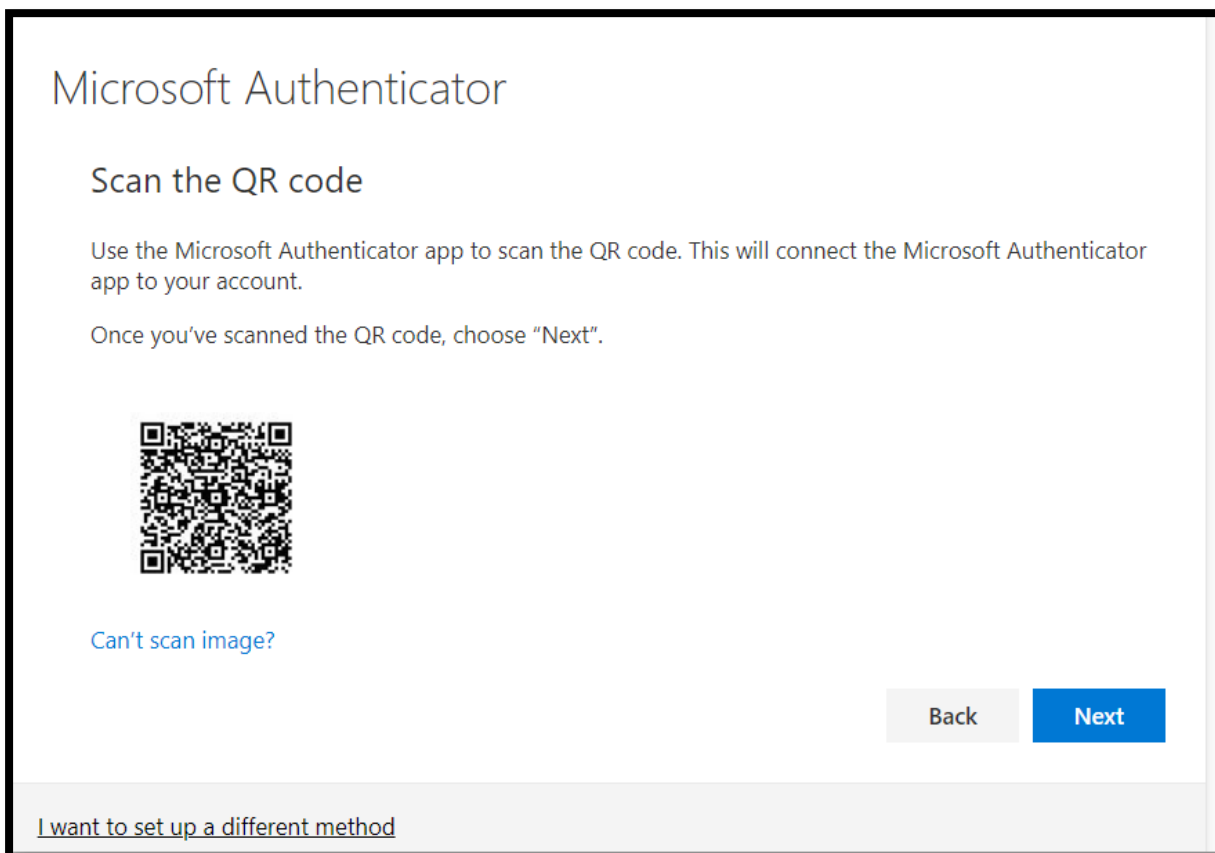 Microsoft Authenticator
Scan the QR code
Use the Microsoft Authenticator app to scan the QR code. This will connect the Microsoft Authenticator
app to your account.
Once you’ve scanned the QR code, choose “Next”.
Can’t scan image?
Back
Next
I want to set up a different method